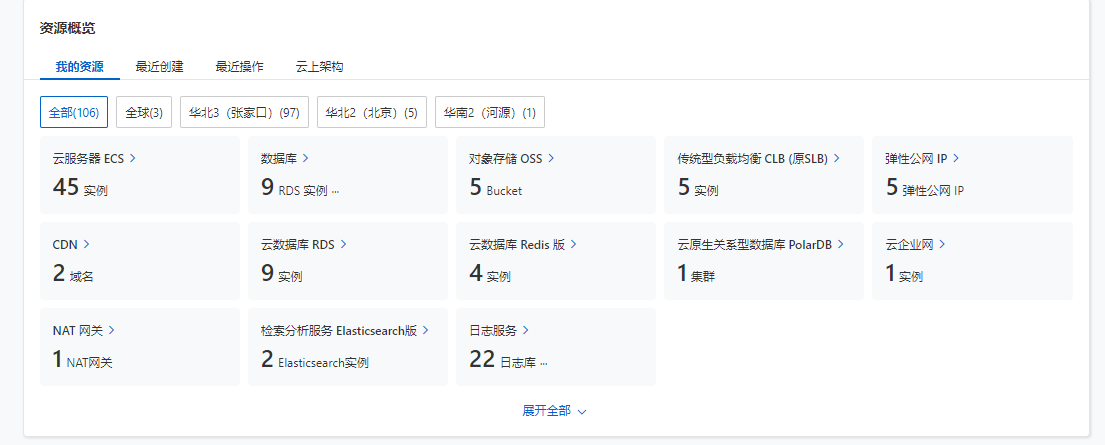 资源概览
我的资源 最近创建 最近操作 云上架构
全部(106) 全球(3) 华北3（张家口）(97) 华北2（北京）(5) 华南2（河源）(1)
云服务器 ECS 数据库 对象存储 OSS 传统型负载均衡 CLB (原SLB) 弹性公网 IP
45 实例 9 RDS 实例 ... 5 Bucket 5 实例 5 弹性公网 IP
CDN 云数据库 RDS 云数据库 Redis 版 云原生关系型数据库 PolarDB 云企业网
2 域名 9 实例 4 实例 1 集群 1 实例
NAT 网关 检索分析服务 Elasticsearch版 日志服务
1 NAT网关 2 Elasticsearch实例 22 日志库 ...
展开全部